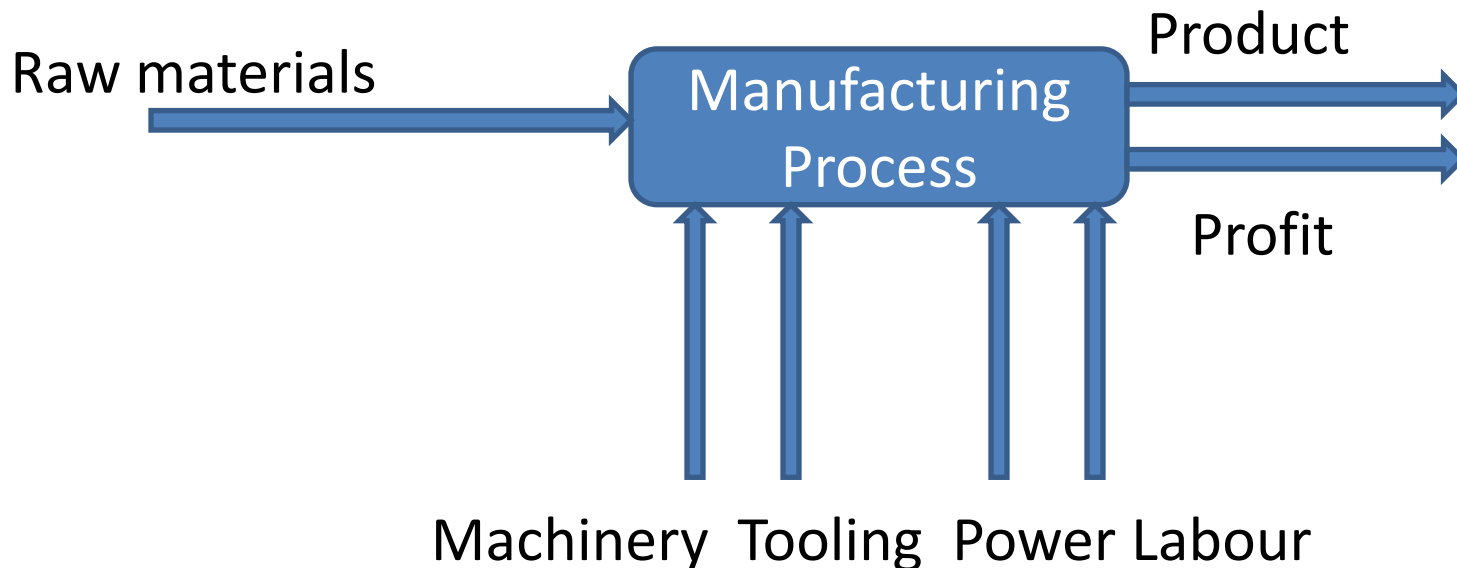 Product
Raw materials
Manufacturing
Process
Profit
Machinery Tooling Power Labour